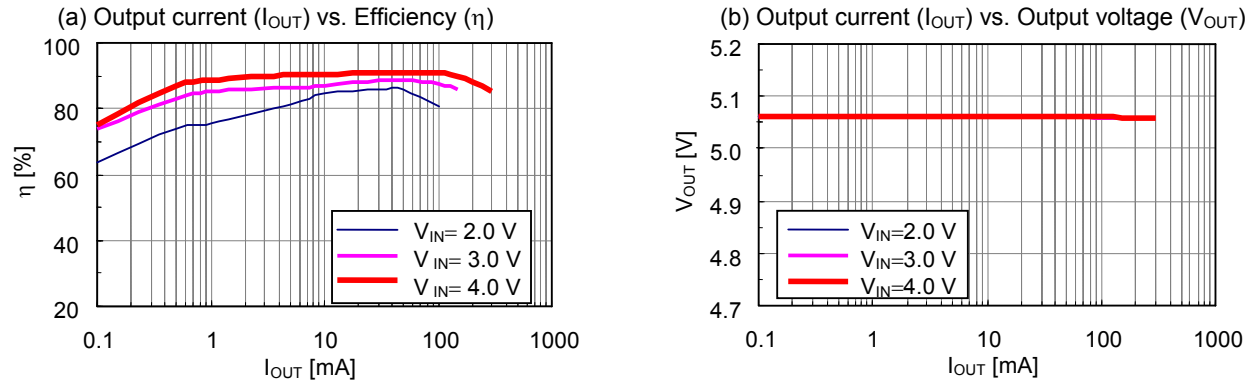 (a) Output current (IOUT) vs. Efficiency (η)
100
80
60
40
20
η [%]
0.1 1 10 100 1000
IOUT [mA]
VIN= 2.0 V
VIN= 3.0 V
VIN= 4.0 V
(b) Output current (IOUT) vs. Output voltage (VOUT)
5.2
5.1
5.0
4.9
4.8
4.7
VOUT [V]
0.1 1 10 100 1000
IOUT [mA]
VIN=2.0 V
VIN=3.0 V
VIN=4.0 V